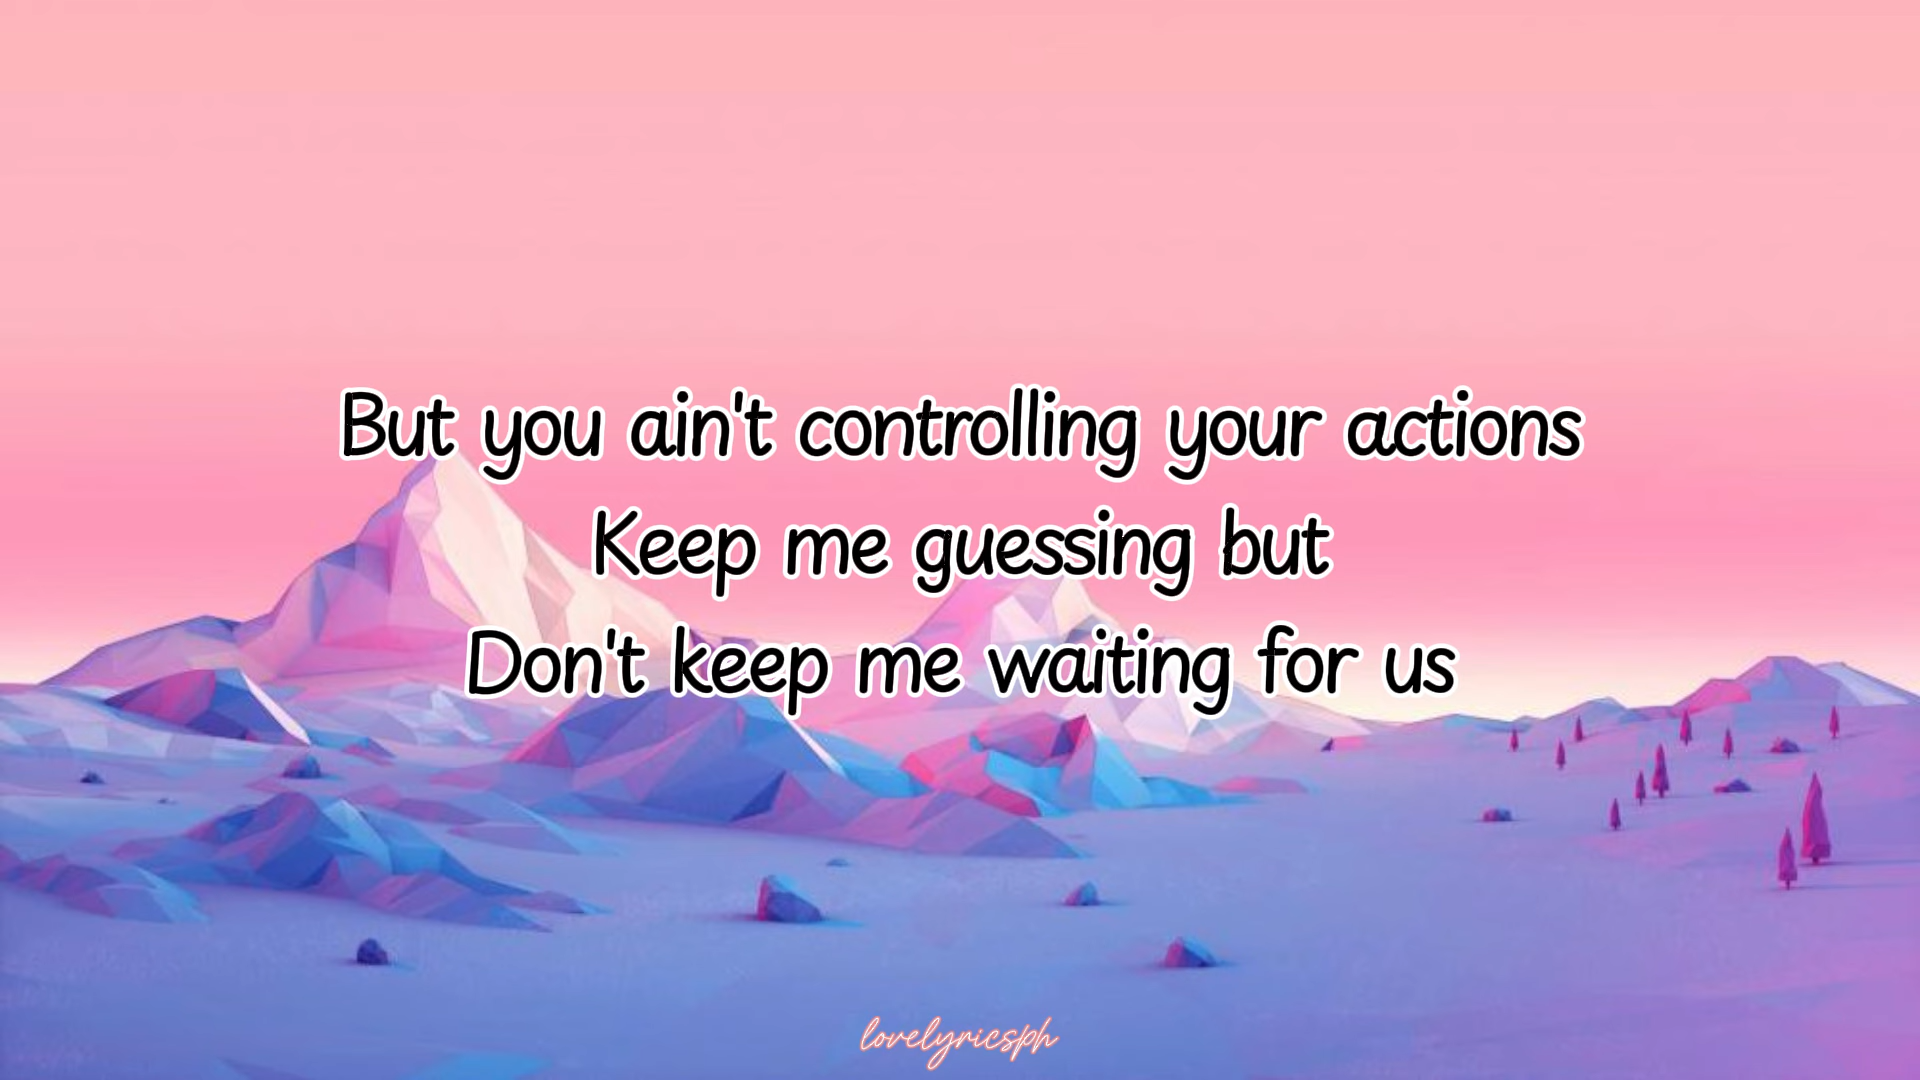 But you ain't controlling your actions
Keep me guessing but
Don't keep me waiting for us
lovelyricsph